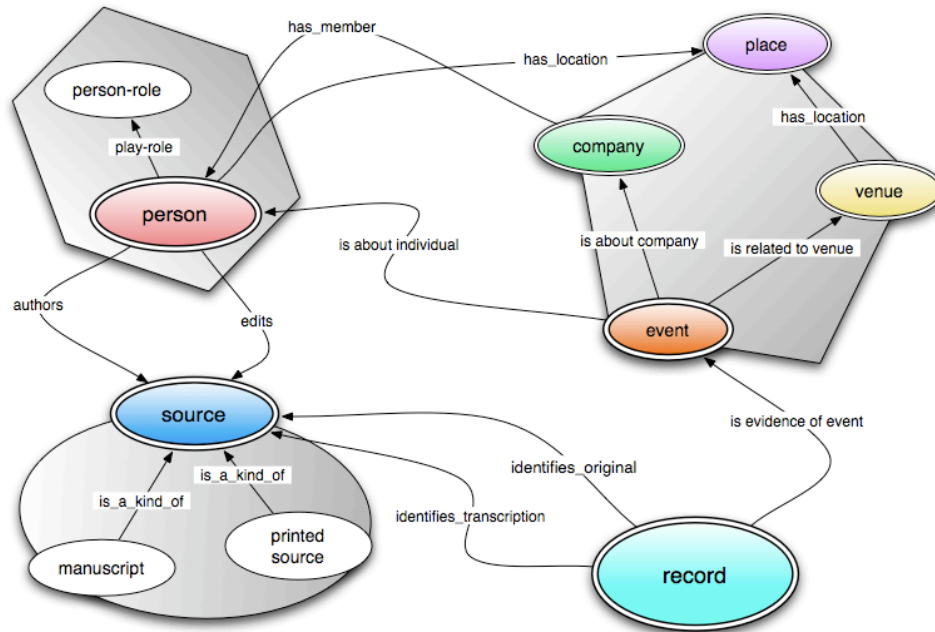 has_member
place
person-role
has_location
play-role
company
has_location
venue
person
is about individual
is about company
is related to venue
authors
edits
event
source
is evidence of event
is_a_kind_of
is_a_kind_of
identifies_original
identifies_transcription
printed
source
manuscript
record